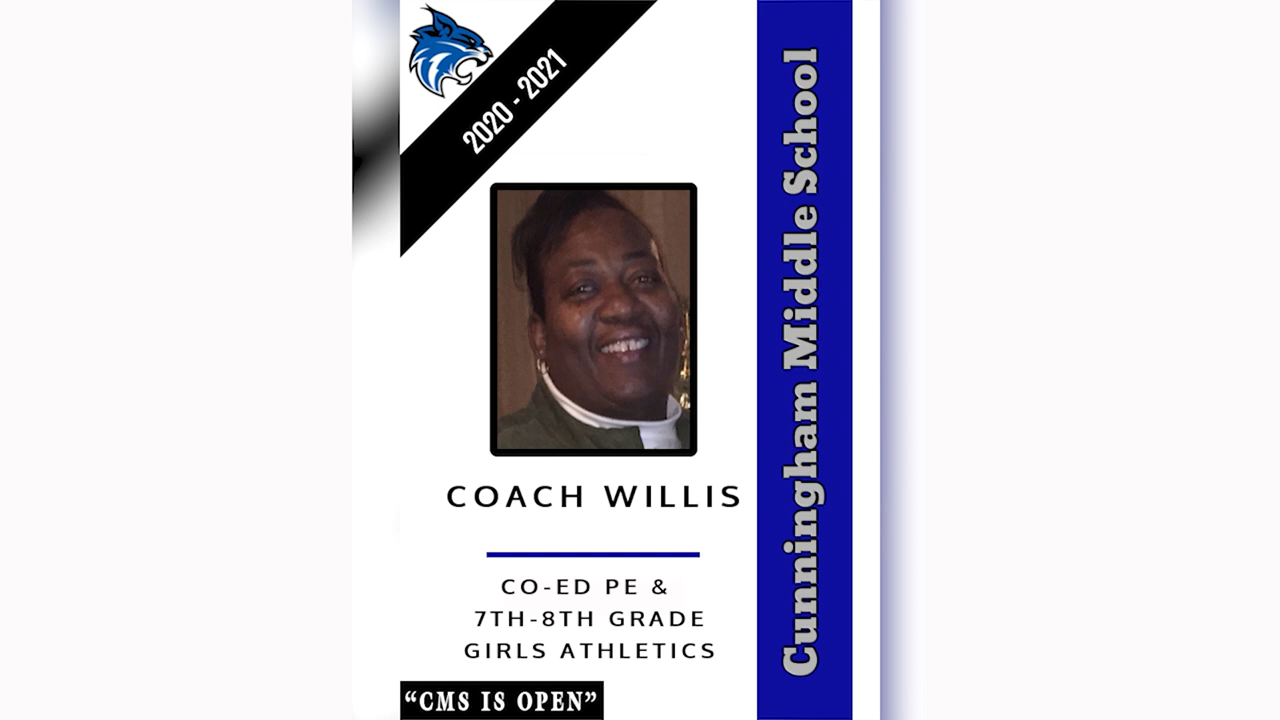 2020 - 2021
COACH WILLIS
CO-ED PE &
7TH-8TH GRADE
GIRLS ATHLETICS
“CMS IS OPEN”
Cunningham Middle School